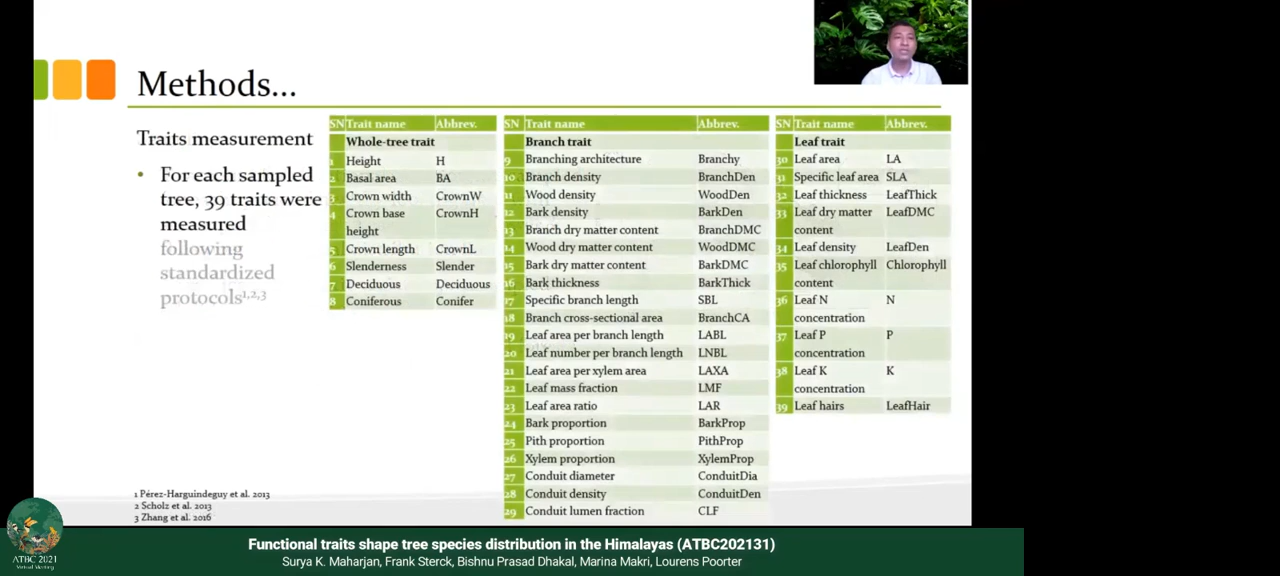 Methods...
Traits measurement
• For each sampled
tree, 39 traits were
measured
following
standardized
protocols1,2,3
SN Trait name Abbrev.
Whole-tree trait
1 Height H
2 Basal area BA
3 Crown width CrownW
4 Crown base CrownH
height
5 Crown length CrownL
6 Slenderness Slender
7 Deciduous Deciduous
8 Coniferous Conifer
SN Trait name Abbrev.
Branch trait
9 Branching architecture Branchy
10 Branch density BranchDen
11 Wood density WoodDen
12 Bark density BarkDen
13 Branch dry matter content BranchDMC
14 Wood dry matter content WoodDMC
15 Bark dry matter content BarkDMC
16 Bark thickness BarkThick
17 Specific branch length SBL
18 Branch cross-sectional area BranchCA
19 Leaf area per branch length LABL
20 Leaf number per branch length LNBL
21 Leaf area per xylem area LAXA
22 Leaf mass fraction LMF
23 Leaf area ratio LAR
24 Bark proportion BarkProp
25 Pith proportion PithProp
26 Xylem proportion XylemProp
27 Conduit diameter ConduitDia
28 Conduit density ConduitDen
29 Conduit lumen fraction CLF
SN Trait name Abbrev.
Leaf trait
30 Leaf area LA
31 Specific leaf area SLA
32 Leaf thickness LeafThick
33 Leaf dry matter LeafDMC
content
34 Leaf density LeafDen
35 Leaf chlorophyll Chlorophyll
content
36 Leaf N N
concentration
37 Leaf P P
concentration
38 Leaf K K
concentration
39 Leaf hairs LeafHair
1 Pérez-Harguindeguy et al. 2013
2 Scholz et al. 2013
3 Zhang et al. 2016
ATBC 2021
Virtual Meeting
Functional traits shape tree species distribution in the Himalayas (ATBC202131)
Surya K. Maharjan, Frank Sterck, Bishnu Prasad Dhakal, Marina Makri, Lourens Poorter